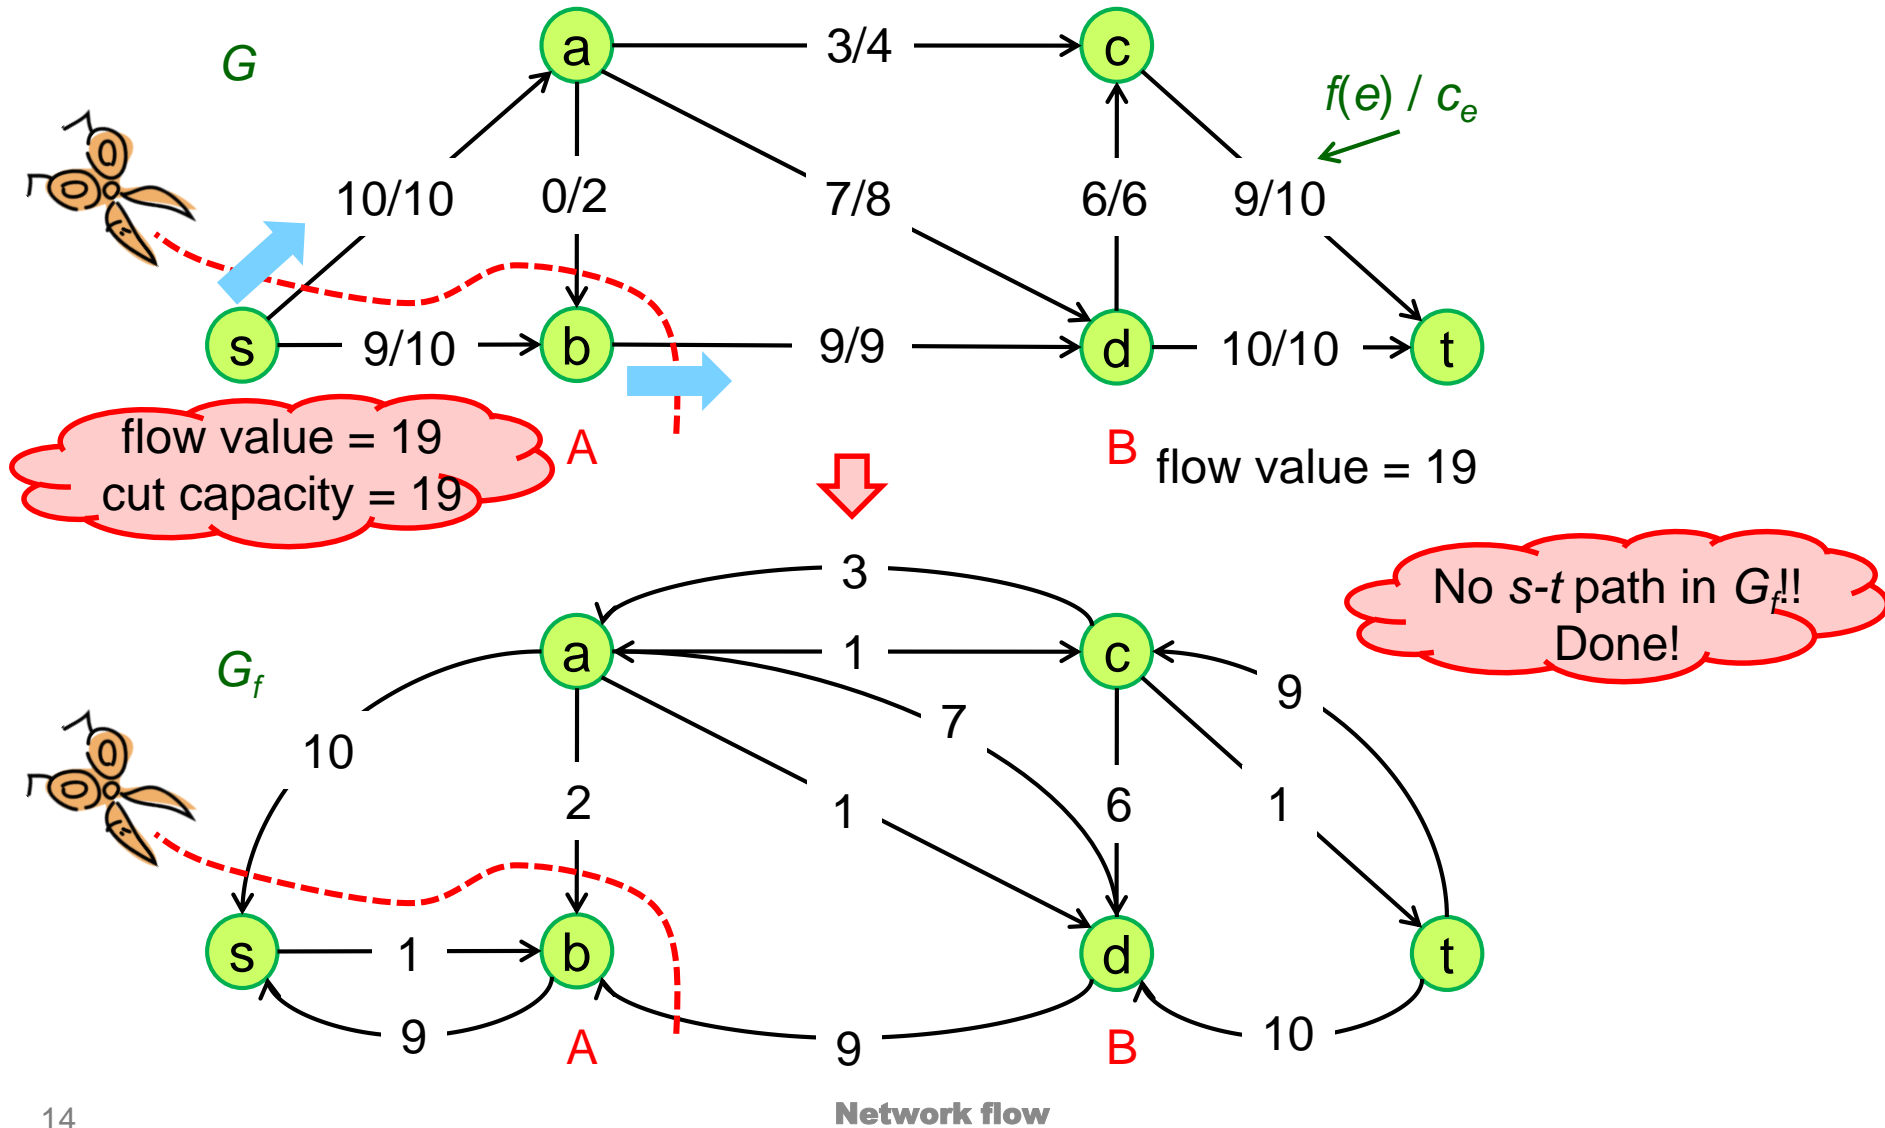 G
a
3/4
c
f(e) / ce
10/10
0/2
7/8
6/6
9/10
s
9/10
b
9/9
d
10/10
t
flow value = 19
cut capacity = 19
A
B
flow value = 19
3
No s-t path in Gf!!
Done!
Gf
a
1
c
9
10
7
2
1
6
1
s
1
b
d
t
9
A
9
B
10
14
Network flow